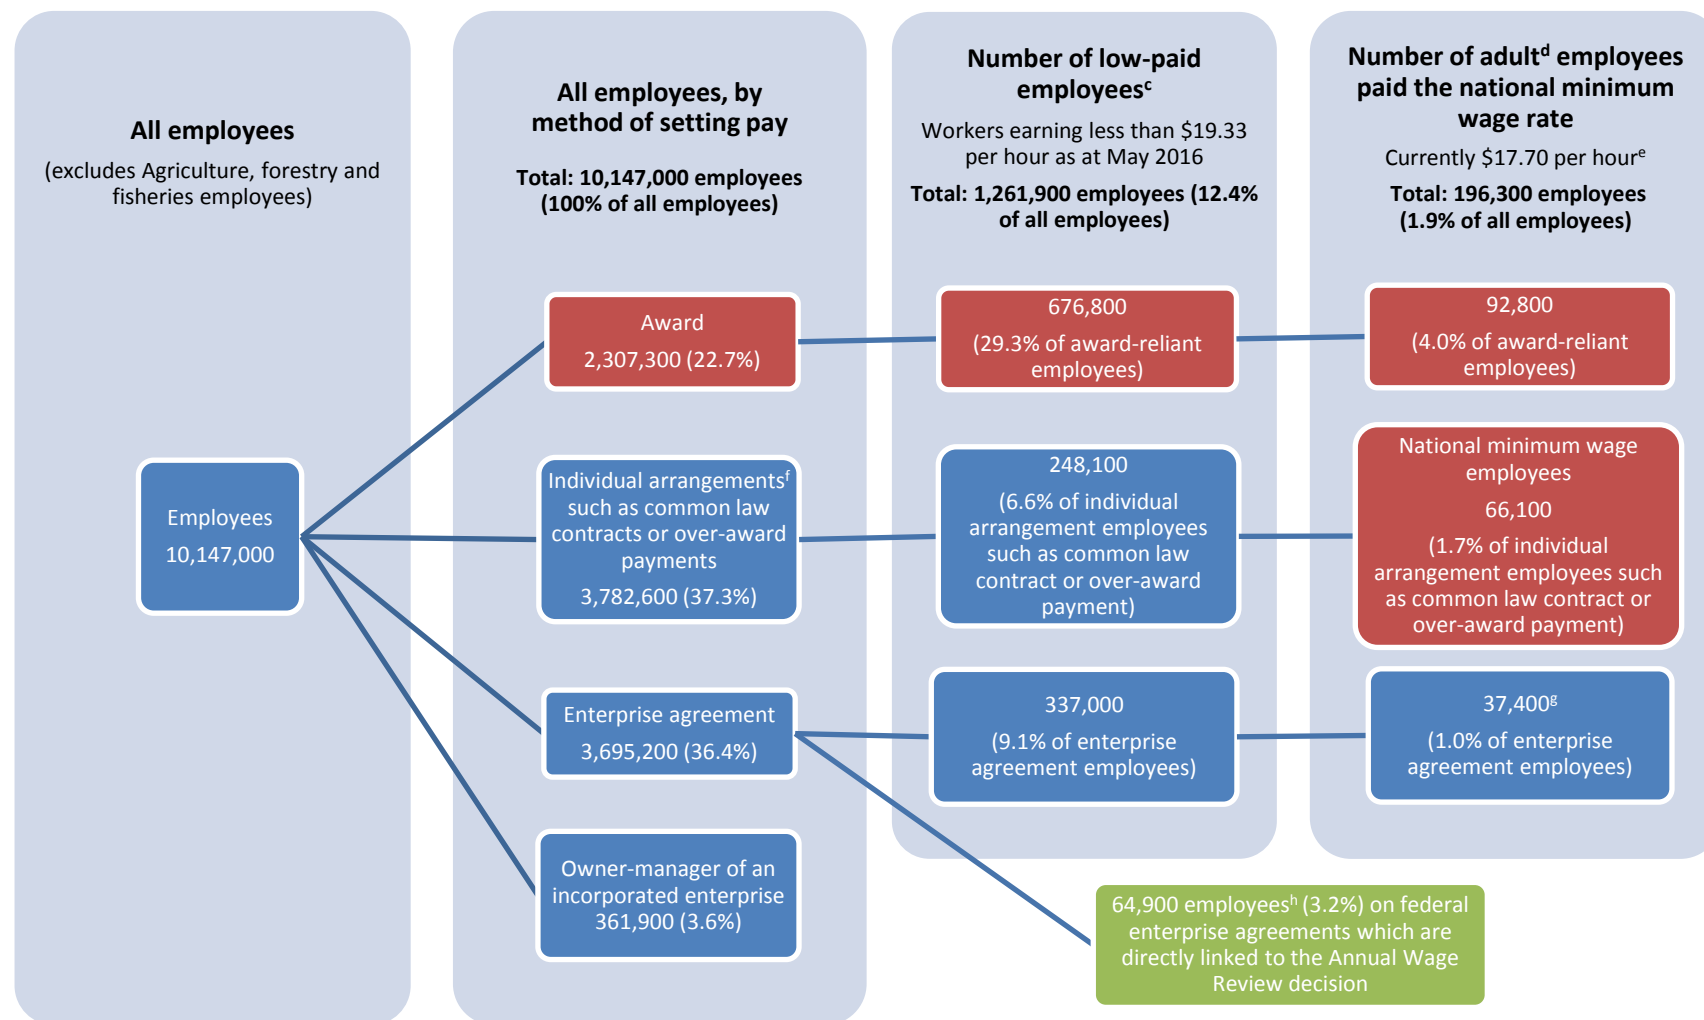 All employees
(excludes Agriculture, forestry and
fisheries employees)
Employees
10,147,000
All employees, by
method of setting pay
Total: 10,147,000 employees
(100% of all employees)
Award
2,307,300 (22.7%)
Individual arrangementsᶠ
such as common law
contracts or over-award
payments
3,782,600 (37.3%)
Enterprise agreement
3,695,200 (36.4%)
Owner-manager of an
incorporated enterprise
361,900 (3.6%)
Number of low-paid
employeesᶜ
Workers earning less than $19.33
per hour as at May 2016
Total: 1,261,900 employees (12.4%
of all employees)
676,800
(29.3% of award-reliant
employees)
248,100
(6.6% of individual
arrangement employees
such as common law
contract or over-award
payment)
337,000
(9.1% of enterprise
agreement employees)
Number of adultᵈ employees
paid the national minimum
wage rate
Currently $17.70 per hourᵉ
Total: 196,300 employees
(1.9% of all employees)
92,800
(4.0% of award-reliant
employees)
National minimum wage
employees
66,100
(1.7% of individual
arrangement employees such
as common law contract or
over-award payment)
37,400ᵍ
(1.0% of enterprise
agreement employees)
64,900 employeesʰ (3.2%) on federal
enterprise agreements which are
directly linked to the Annual Wage
Review decision